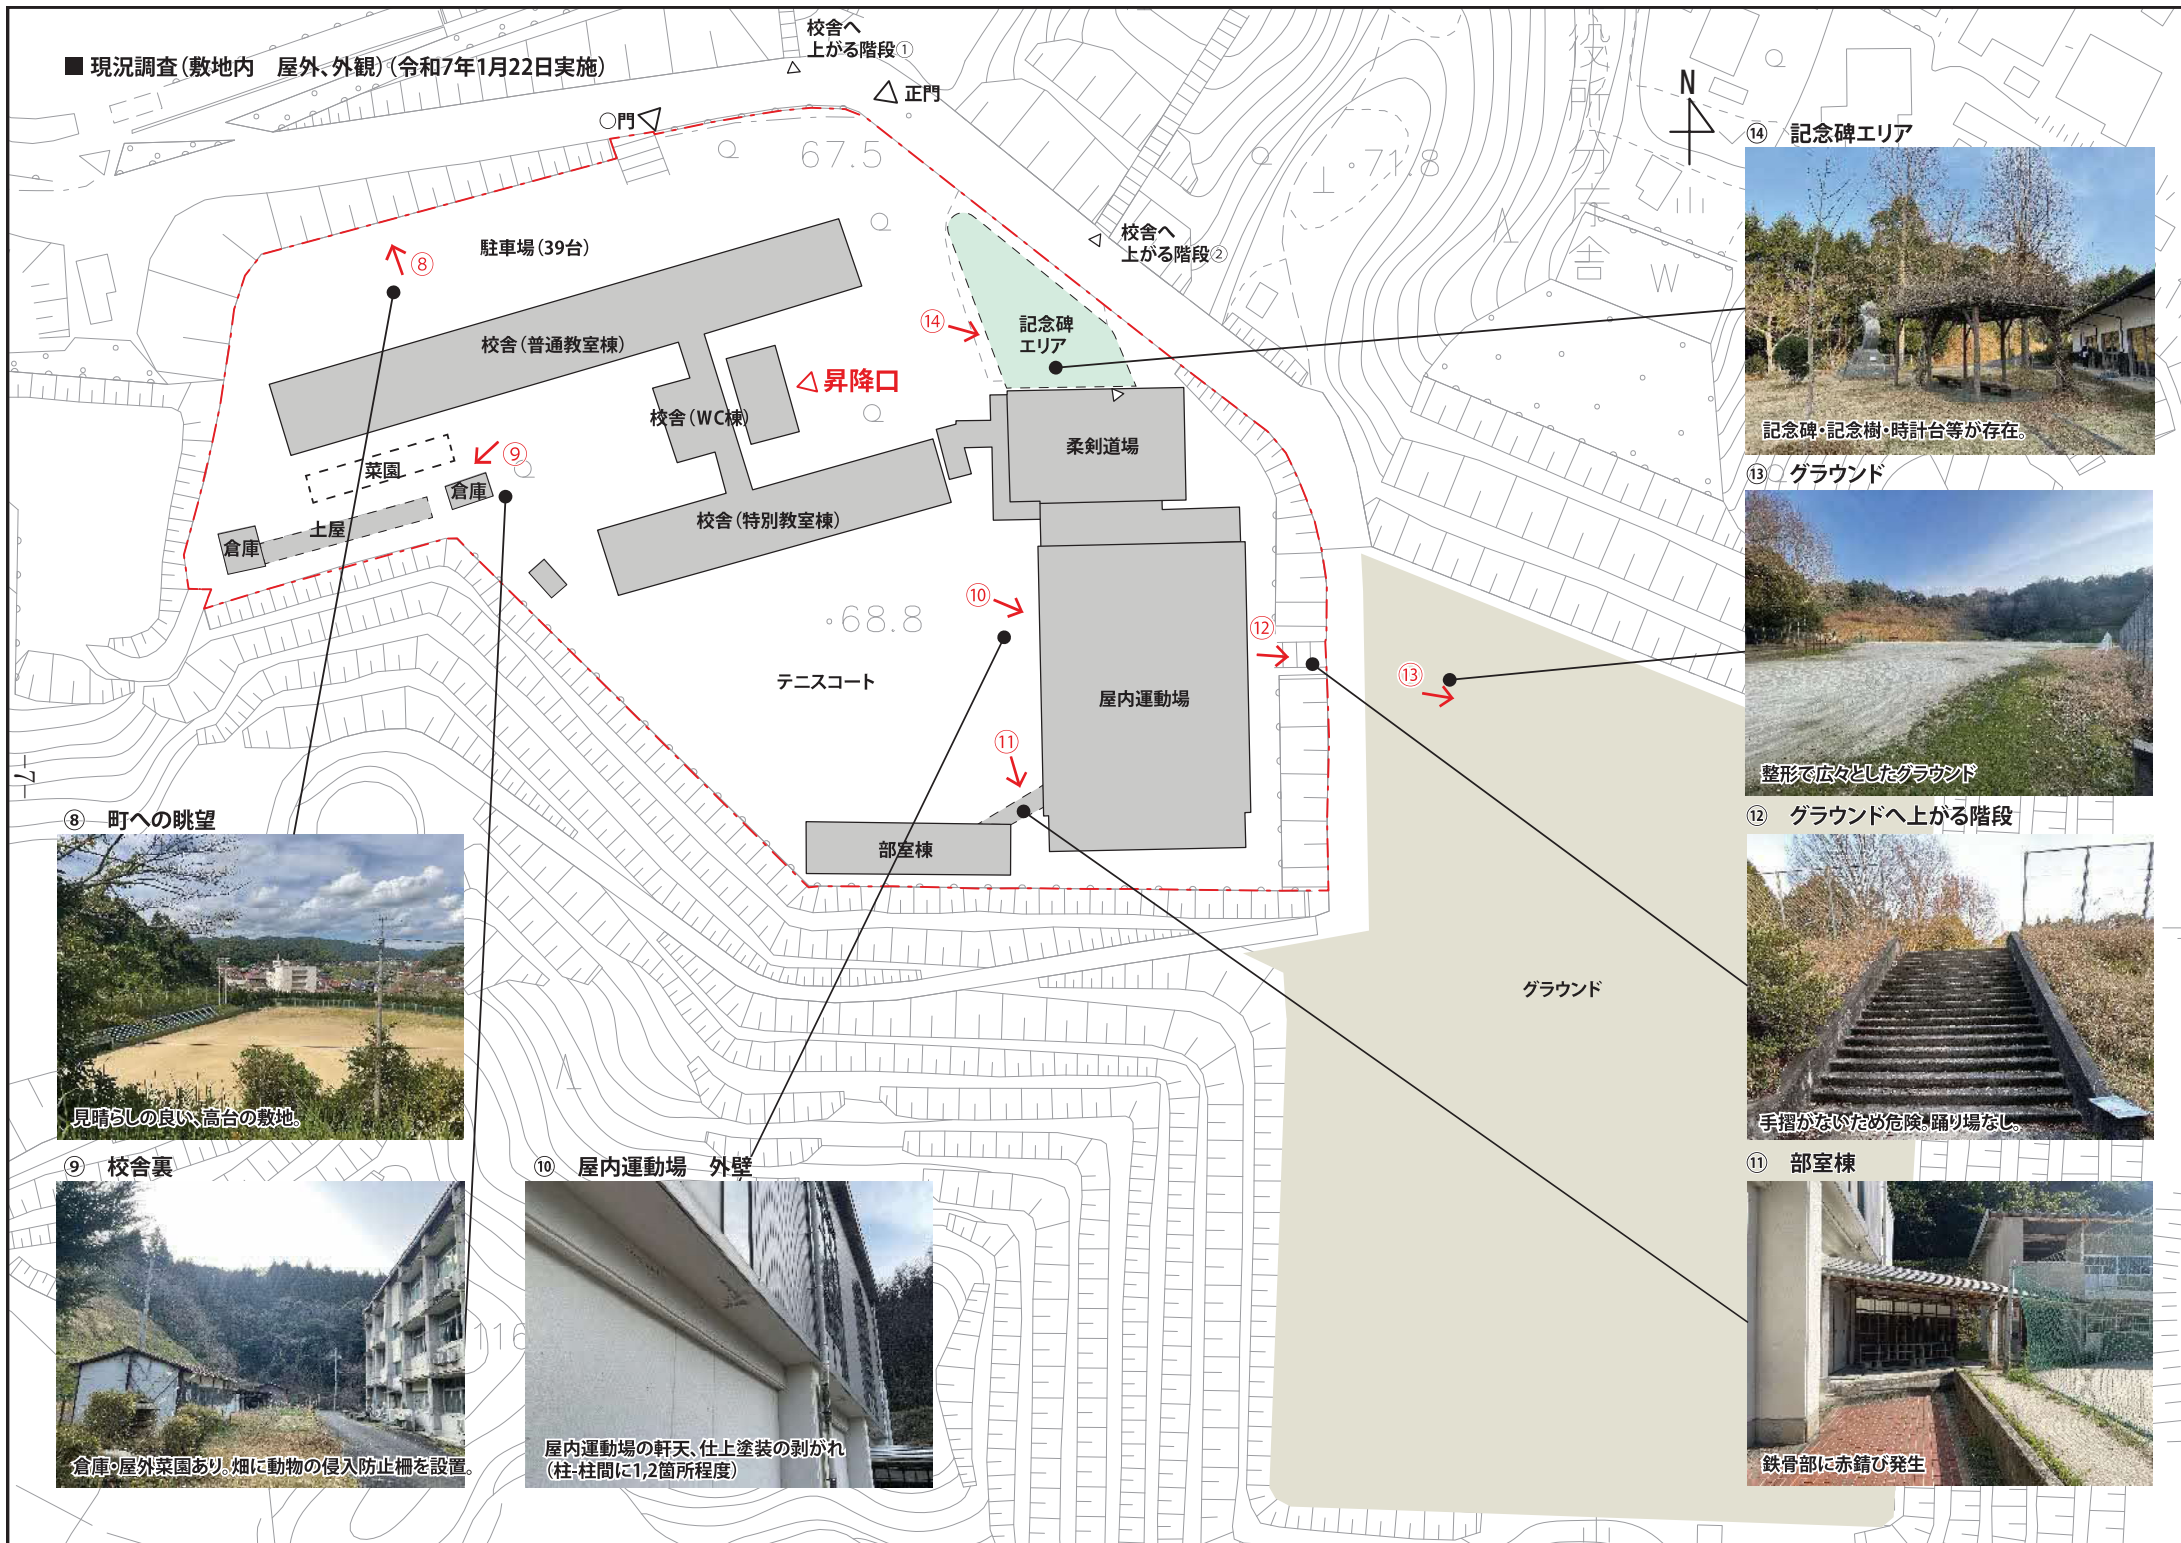 ■ 現況調査（敷地内　屋外、外観）（令和7年1月22日実施）
校舎へ
上がる階段①
正門
○門
67.5
N
・71.8
役所分庁舎
山
W
駐車場（39台）
⑧
校舎へ
上がる階段②
校舎（普通教室棟）
⑭
記念碑
エリア
昇降口
校舎（WC棟）
柔剣道場
菜園
⑨
倉庫
校舎（特別教室棟）
土屋
倉庫
⑩
・68.8
⑫
テニスコート
⑬
屋内運動場
⑪
部室棟
グラウンド
116
-7-
⑭　記念碑エリア
記念碑・記念樹・時計台等が存在。
⑬　グラウンド
整形で広々としたグラウンド
⑫　グラウンドへ上がる階段
手摺がないため危険。踊り場なし。
⑪　部室棟
鉄骨部に赤錆び発生
⑧　町への眺望
見晴らしの良い、高台の敷地。
⑨　校舎裏
倉庫・屋外菜園あり。畑に動物の侵入防止柵を設置。
⑩　屋内運動場　外壁
屋内運動場の軒天、仕上塗装の剥がれ
（柱-柱間に1,2箇所程度）